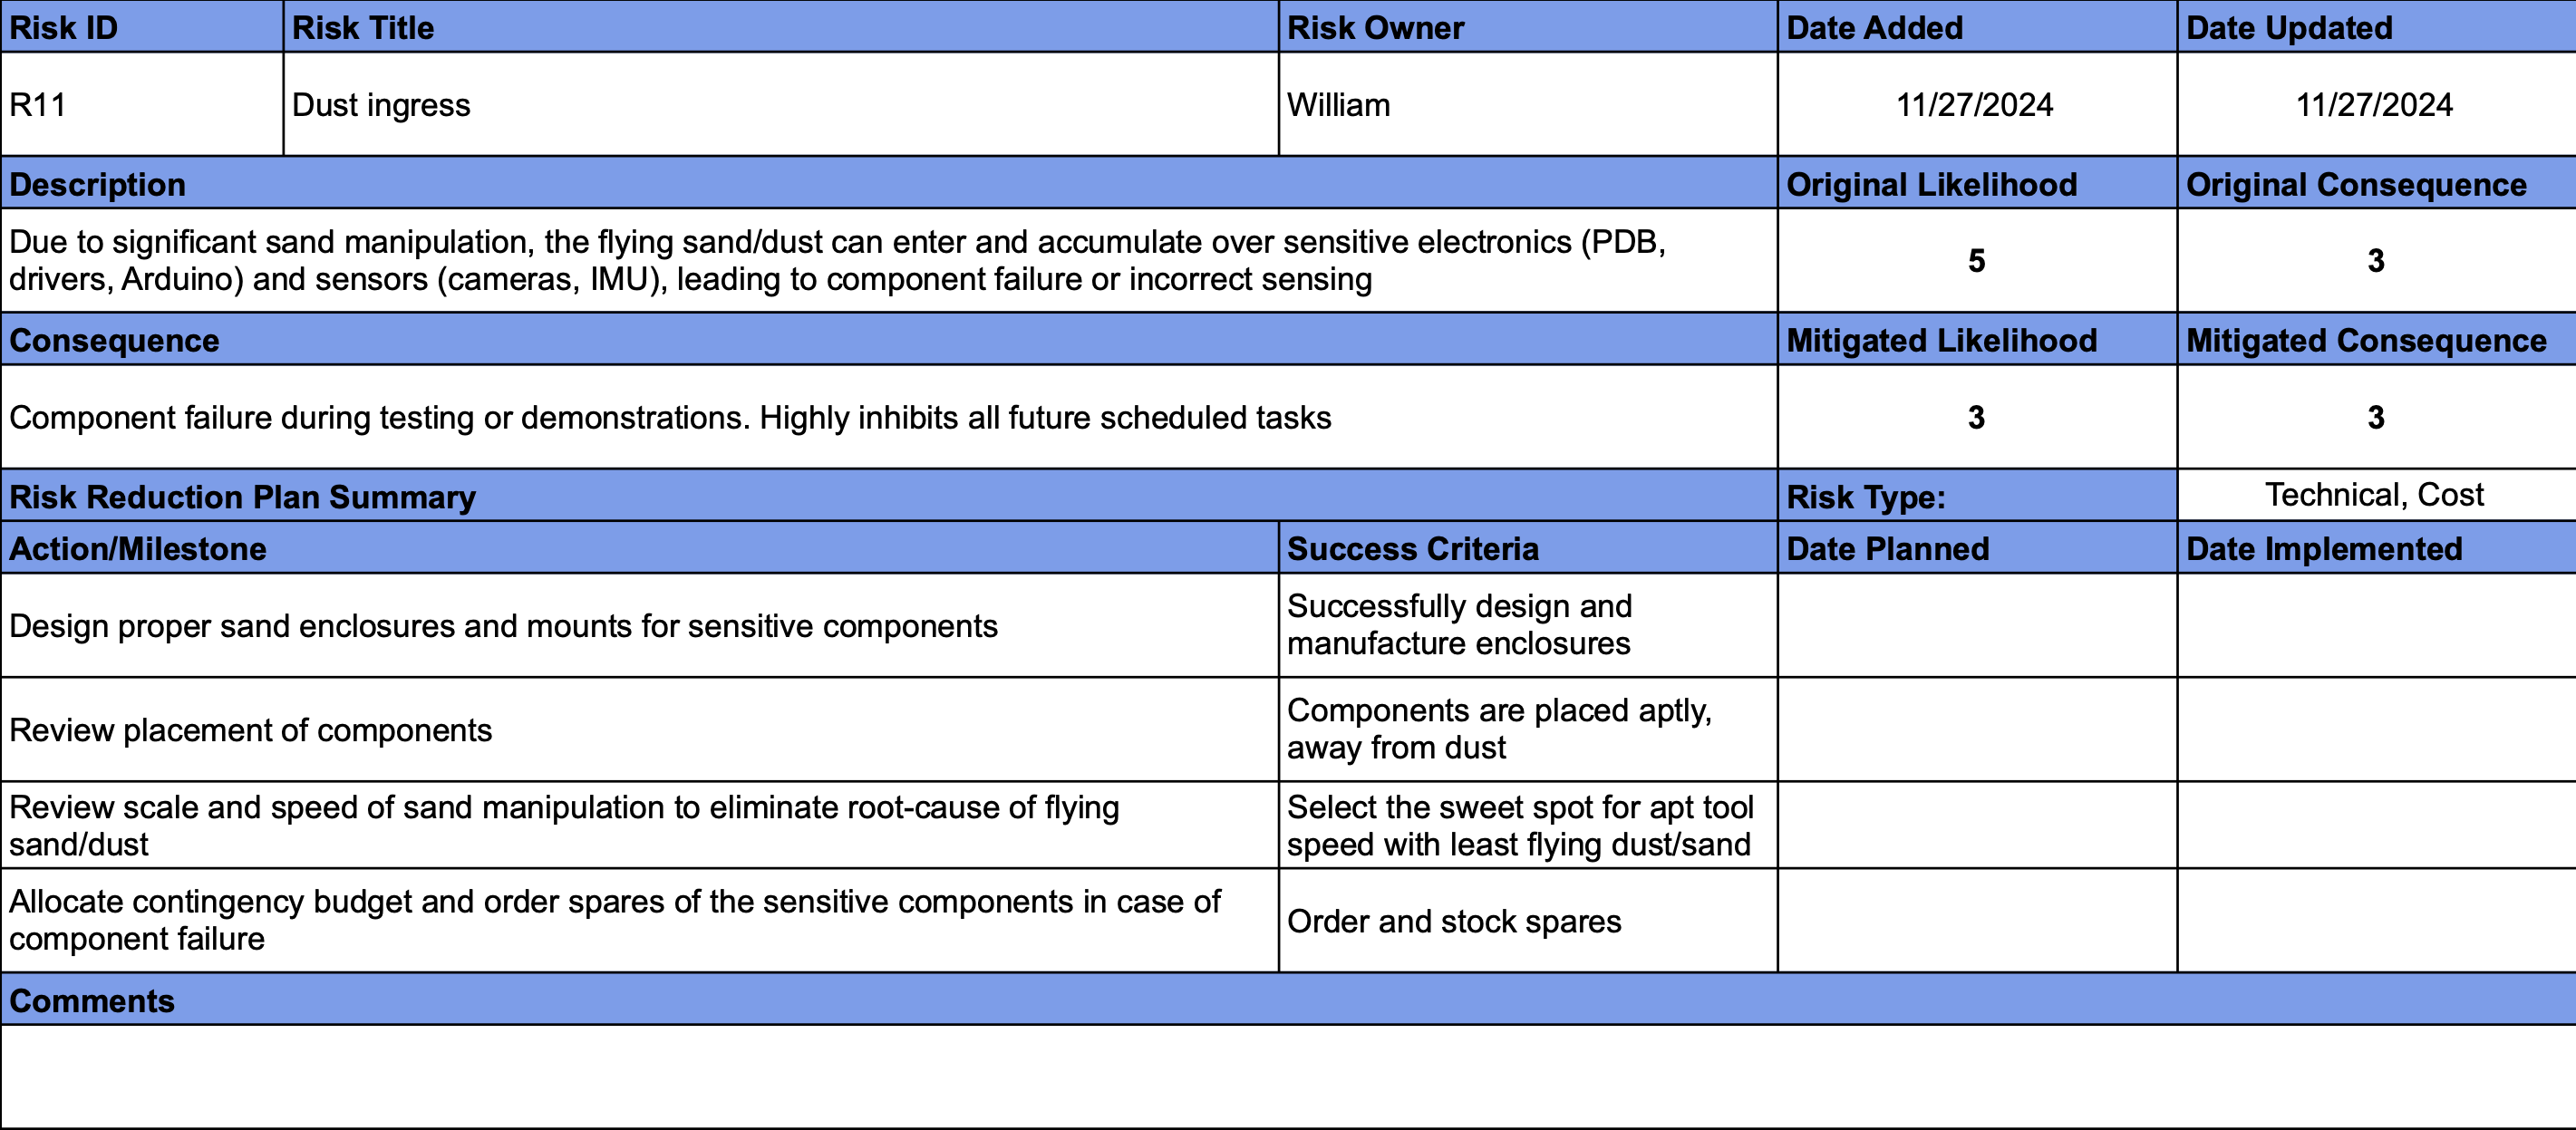 Risk ID Risk Title Risk Owner Date Added Date Updated
R11 Dust ingress William 11/27/2024 11/27/2024
Description Original Likelihood Original Consequence
Due to significant sand manipulation, the flying sand/dust can enter and accumulate over sensitive electronics (PDB,
drivers, Arduino) and sensors (cameras, IMU), leading to component failure or incorrect sensing
5 3
Consequence Mitigated Likelihood Mitigated Consequence
Component failure during testing or demonstrations. Highly inhibits all future scheduled tasks 3 3
Risk Reduction Plan Summary Risk Type: Technical, Cost
Action/Milestone Success Criteria Date Planned Date Implemented
Design proper sand enclosures and mounts for sensitive components
Successfully design and
manufacture enclosures
Review placement of components
Components are placed aptly,
away from dust
Review scale and speed of sand manipulation to eliminate root-cause of flying
sand/dust
Select the sweet spot for apt tool
speed with least flying dust/sand
Allocate contingency budget and order spares of the sensitive components in case of
component failure
Order and stock spares
Comments